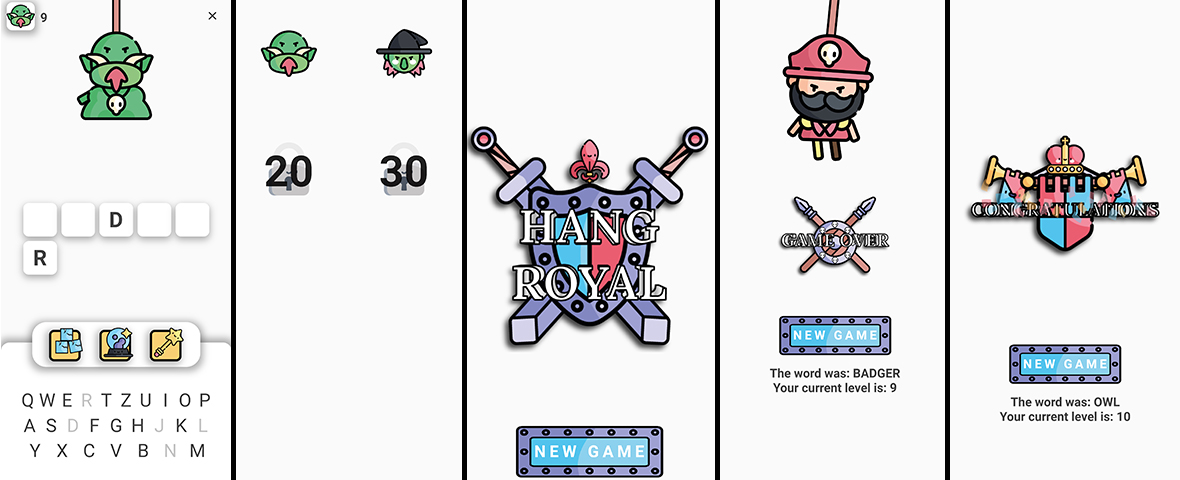 9
×
D
R
Q W E R T Z U I O P
A S D F G H J K L
Y X C V B N M
20 30
HANG
ROYAL
NEW GAME
GAME OVER
NEW GAME
The word was: BADGER
Your current level is: 9
CONGRATULATIONS
NEW GAME
The word was: OWL
Your current level is: 10